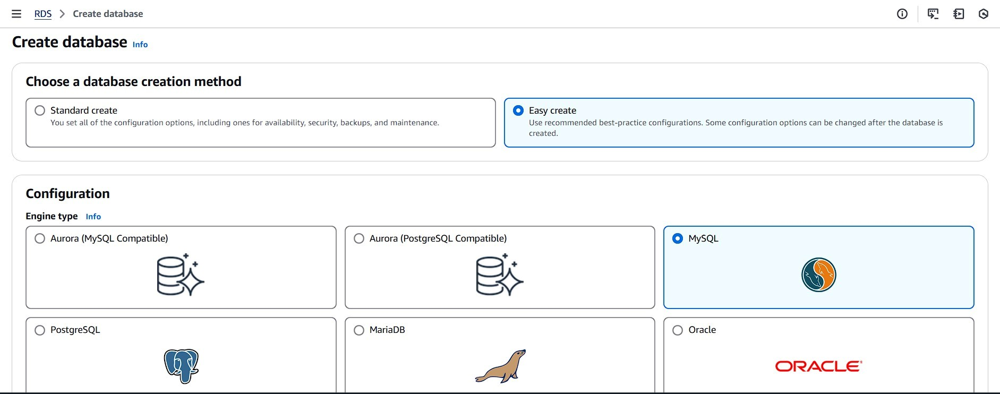 RDS > Create database
Create database Info
Choose a database creation method
Standard create
You set all of the configuration options, including ones for availability, security, backups, and maintenance.
Easy create
Use recommended best-practice configurations. Some configuration options can be changed after the database is
created.
Configuration
Engine type Info
Aurora (MySQL Compatible)
Aurora (PostgreSQL Compatible)
MySQL
PostgreSQL
MariaDB
Oracle
ORACLE®